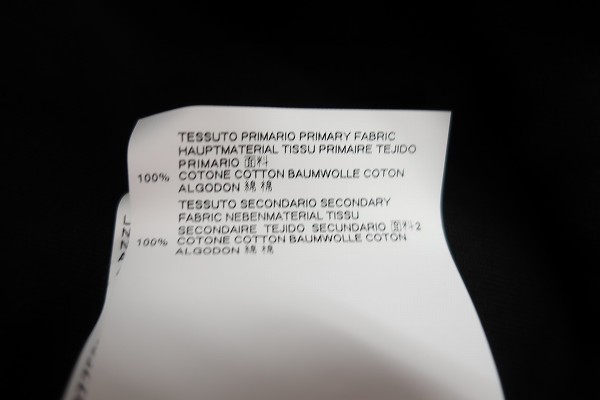 TESSUTO PRIMARIO PRIMARY FABRIC
HAUPTMATERIAL TISSU PRIMAIRE TEJIDO
PRIMARIO 面料
100% COTONE COTTON BAUMWOLLE COTON
ALGODON 綿 棉
TESSUTO SECONDARIO SECONDARY
FABRIC NEBENMATERIAL TISSU
SECONDAIRE TEJIDO SECUNDARIO 面料2
100% COTONE COTTON BAUMWOLLE COTON
ALGODON 綿 棉